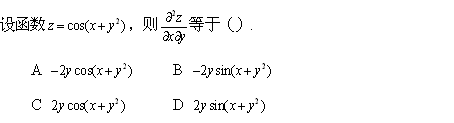 设函数 z = cos(x + y²)，则 ∂²z/∂x∂y 等于（）.
A -2y cos(x + y²) B -2y sin(x + y²)
C 2y cos(x + y²) D 2y sin(x + y²)